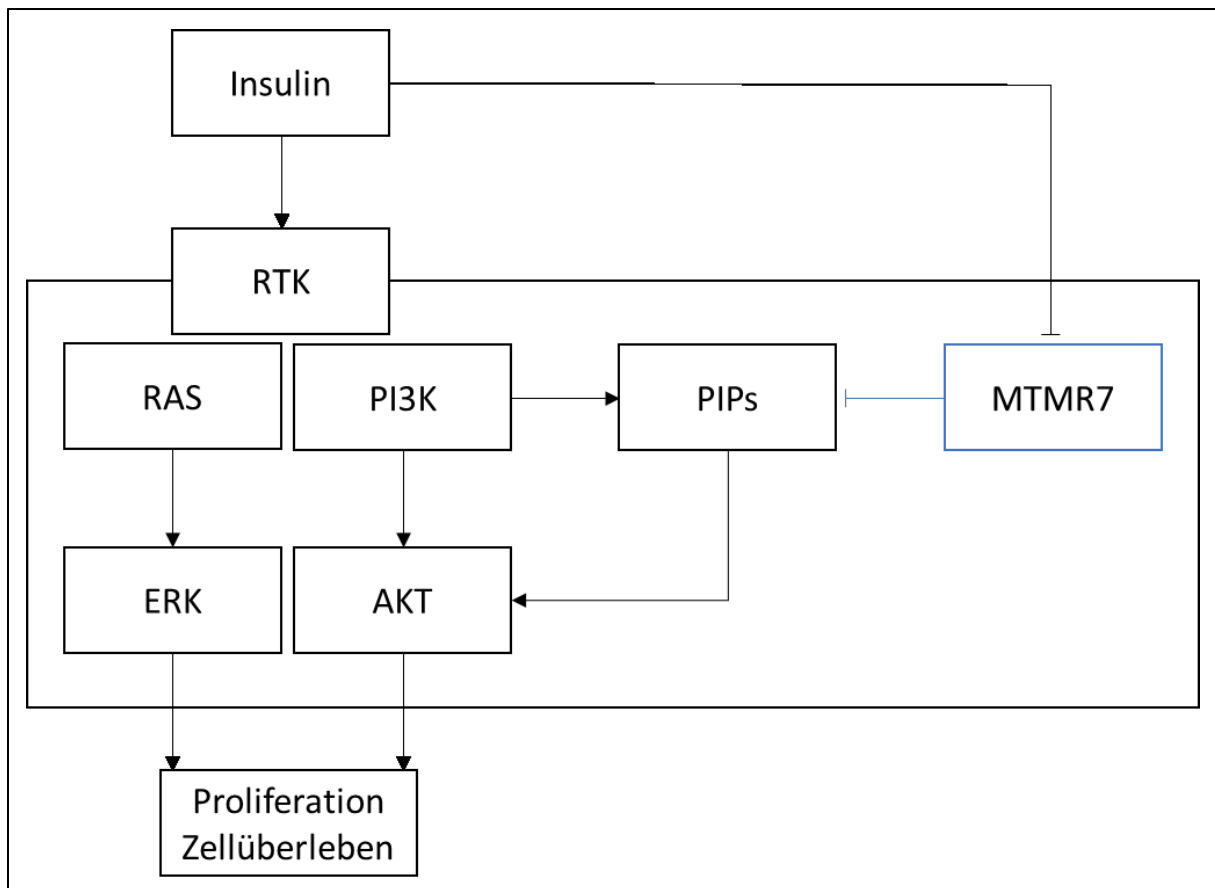 Insulin
RTK
RAS
PI3K
PIPs
MTMR7
ERK
AKT
Proliferation
Zellüberleben